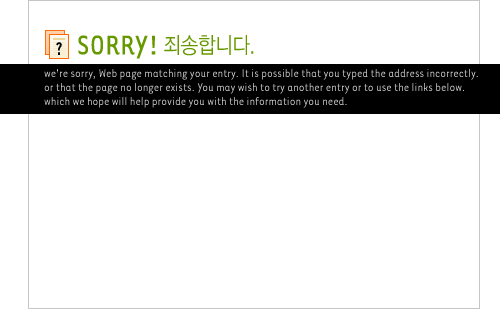 ?
SORRY! 죄송합니다.
we're sorry, Web page matching your entry. It is possible that you typed the address incorrectly.
or that the page no longer exists. You may wish to try another entry or to use the links below.
which we hope will help provide you with the information you need.